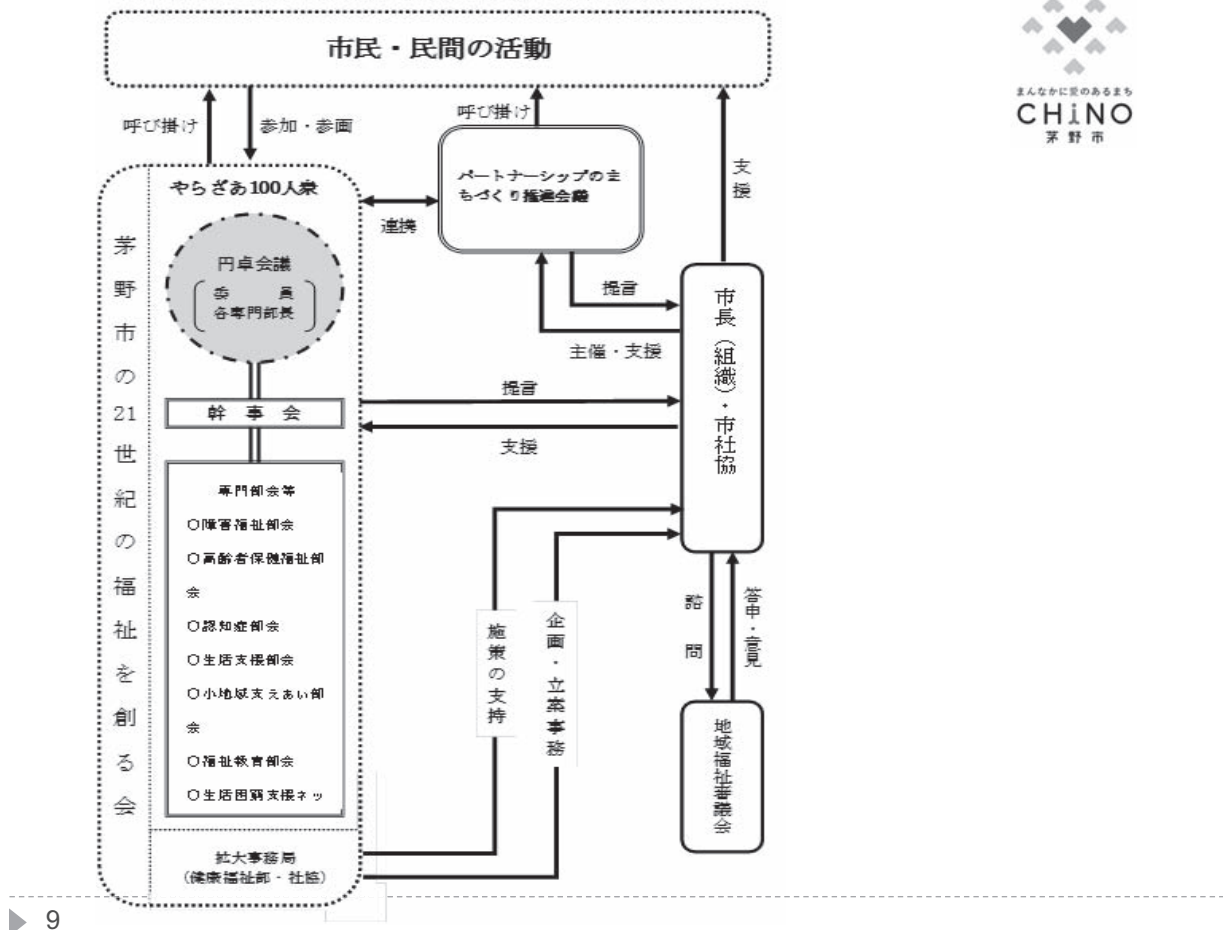 市民・民間の活動
呼び掛け
参加・参画
呼び掛け
支援
まんなかに愛のあるまち
CHiNO
茅野市
茅野市の21世紀の福祉を創る会
やらざあ100人衆
円卓会議
委　　員
各専門部長
幹　事　会
専門部会等
○障害福祉部会
○高齢者保健福祉部
会
○認知症部会
○生活支援部会
○小地域支えあい部
会
○福祉教育部会
○生活困窮支援ネッ
拡大事務局
(健康福祉部・社協)
パートナーシップのま
ちづくり推進会議
連携
提言
主催・支援
提言
支援
市長（組織）・市社協
施策の支持
企画・立案事務
諮　問
答申・意見
地域福祉審議会
9